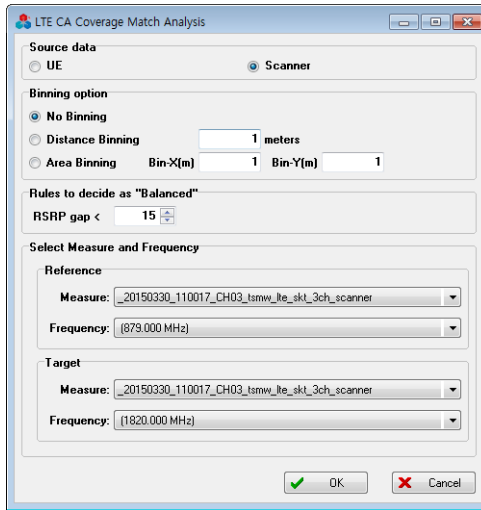 LTE CA Coverage Match Analysis
Source data
UE Scanner
Binning option
No Binning
Distance Binning 1 meters
Area Binning Bin-X(m) 1 Bin-Y(m) 1
Rules to decide as "Balanced"
RSRP gap < 15
Select Measure and Frequency
Reference
Measure: _20150330_110017_CH03_tsmw_lte_skt_3ch_scanner
Frequency: (879.000 MHz)
Target
Measure: _20150330_110017_CH03_tsmw_lte_skt_3ch_scanner
Frequency: (1820.000 MHz)
OK Cancel